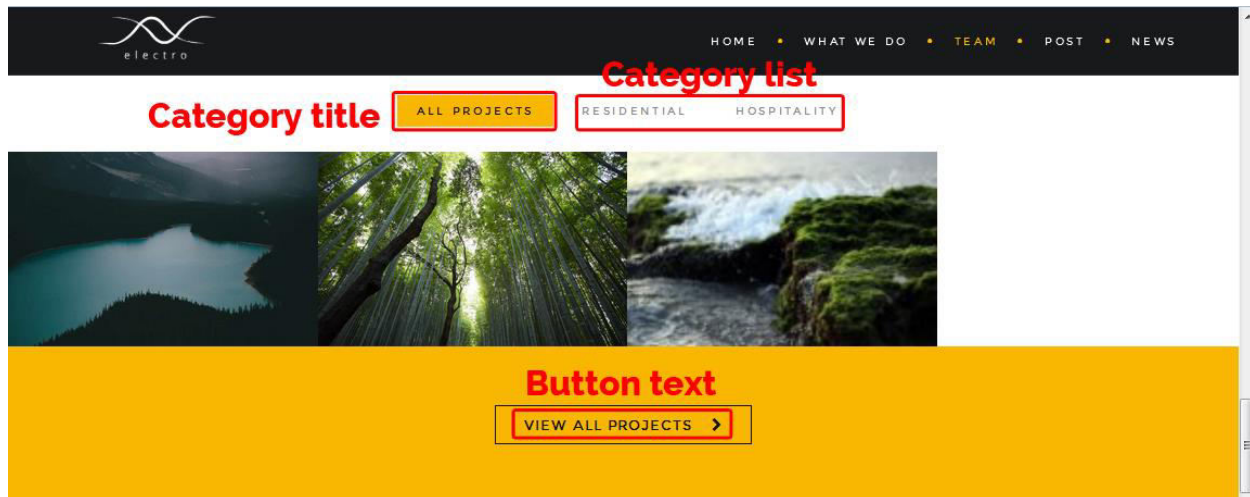 electro
HOME • WHAT WE DO • TEAM • POST • NEWS
Category list
Category title
ALL PROJECTS
RESIDENTIAL HOSPITALITY
Button text
VIEW ALL PROJECTS